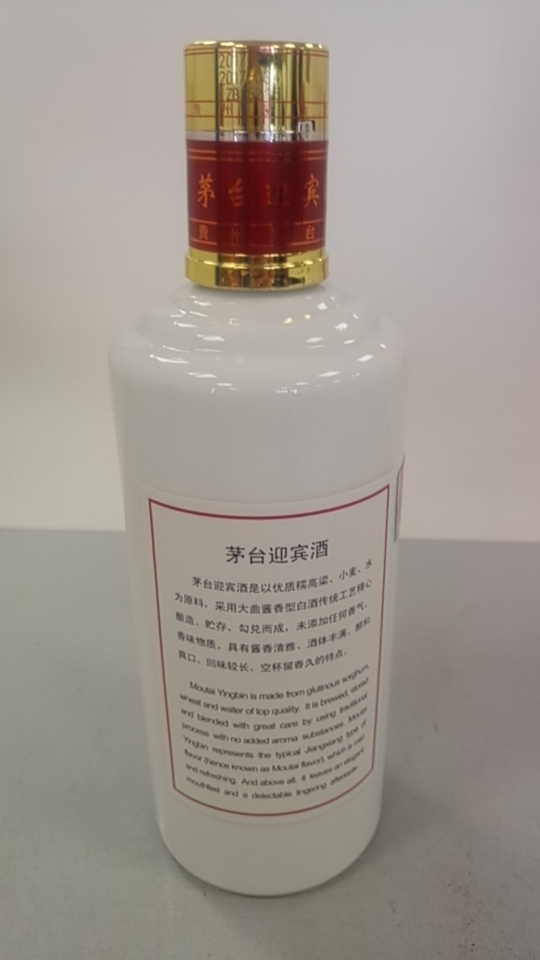 2017
2017
茅台迎宾
贵州 台
茅台迎宾酒
茅台迎宾酒是以优质糯高粱、小麦、水
为原料，采用大曲酱香型白酒传统工艺精心
酿造、贮存、勾兑而成，未添加任何香气、
香味物质。具有酱香清雅、酒体丰满、醇和
爽口、回味较长、空杯留香久的特点。
Moutai Yingbin is made from glutinous sorghum,
wheat and water of top quality. It is brewed, stored
and blended with great care by using traditional
process with no added aroma substances. Moutai
Yingbin represents the typical Jiangxiang type of
flavor (hence known as Moutai flavor), which is mild
and refreshing. And above all, it leaves an elegant
mouthfeel and a delectable lingering aftertaste.